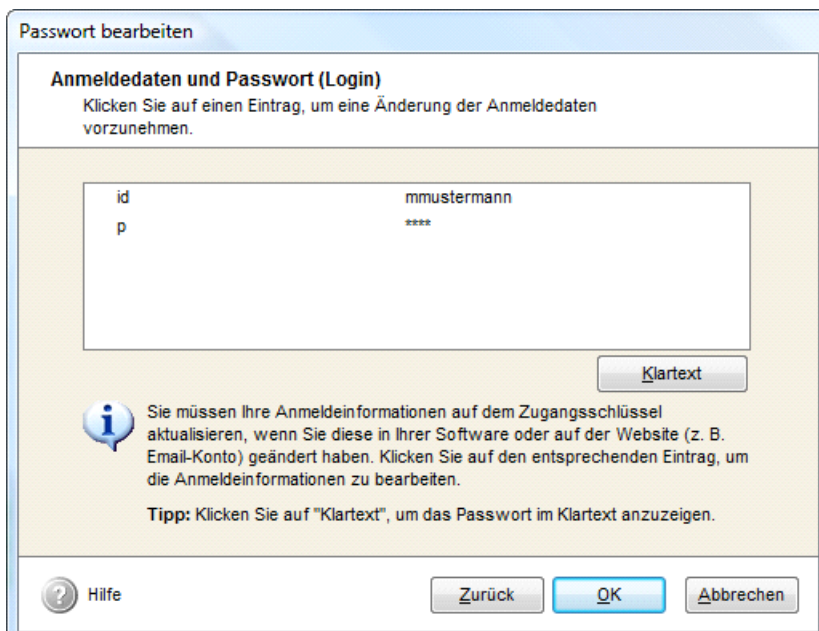 Passwort bearbeiten
Anmeldedaten und Passwort (Login)
Klicken Sie auf einen Eintrag, um eine Änderung der Anmeldedaten
vorzunehmen.
id mmustermann
p ****
Klartext
Sie müssen Ihre Anmeldeinformationen auf dem Zugangsschlüssel
aktualisieren, wenn Sie diese in Ihrer Software oder auf der Website (z. B.
Email-Konto) geändert haben. Klicken Sie auf den entsprechenden Eintrag, um
die Anmeldeinformationen zu bearbeiten.
Tipp: Klicken Sie auf "Klartext", um das Passwort im Klartext anzuzeigen.
Hilfe Zurück OK Abbrechen